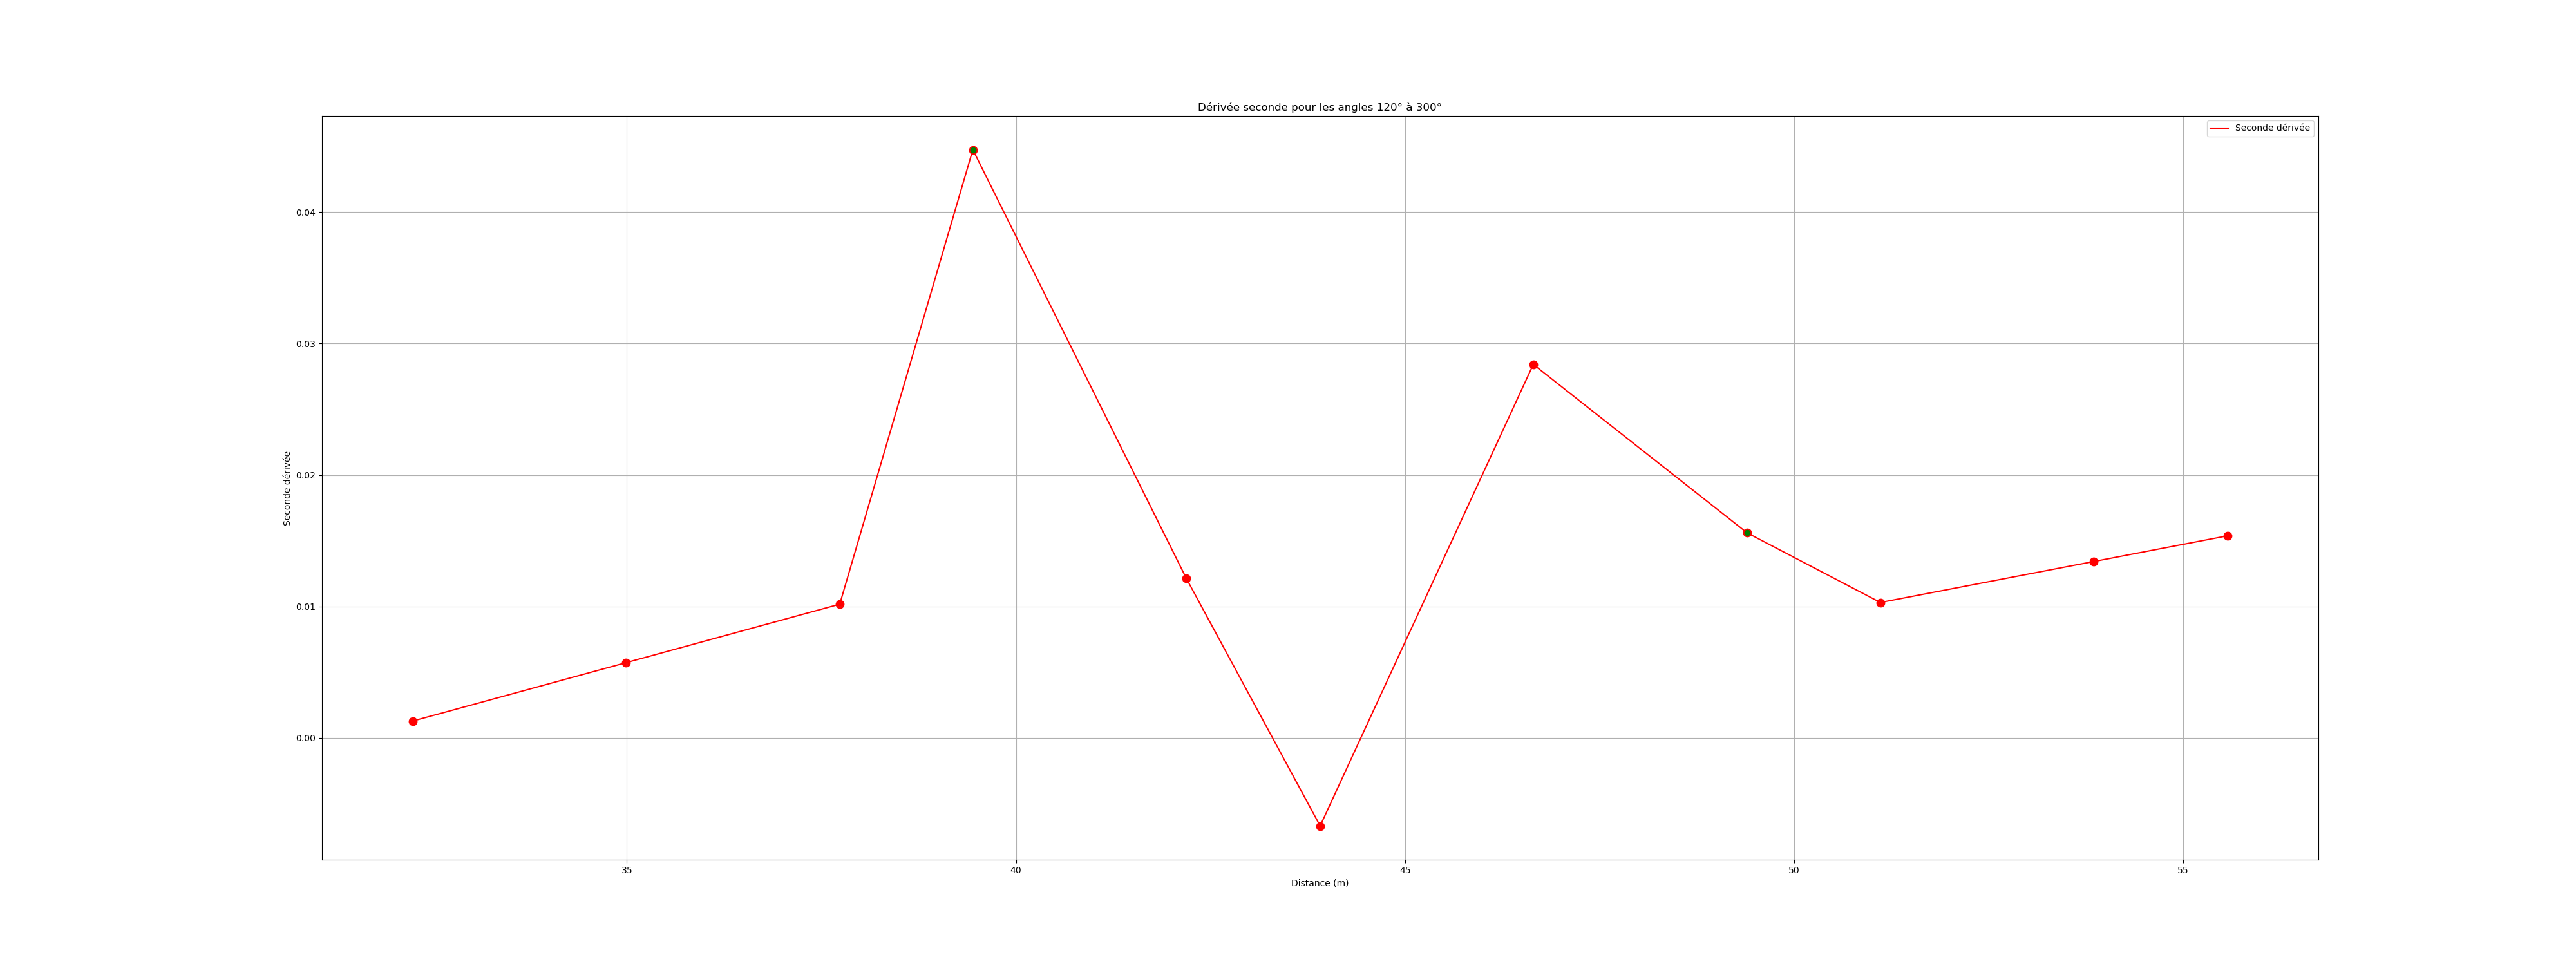 Dérivée seconde pour les angles 120° à 300°
Seconde dérivée
0.04
0.03
0.02
0.01
0.00
Seconde dérivée
35
40
45
50
55
Distance (m)